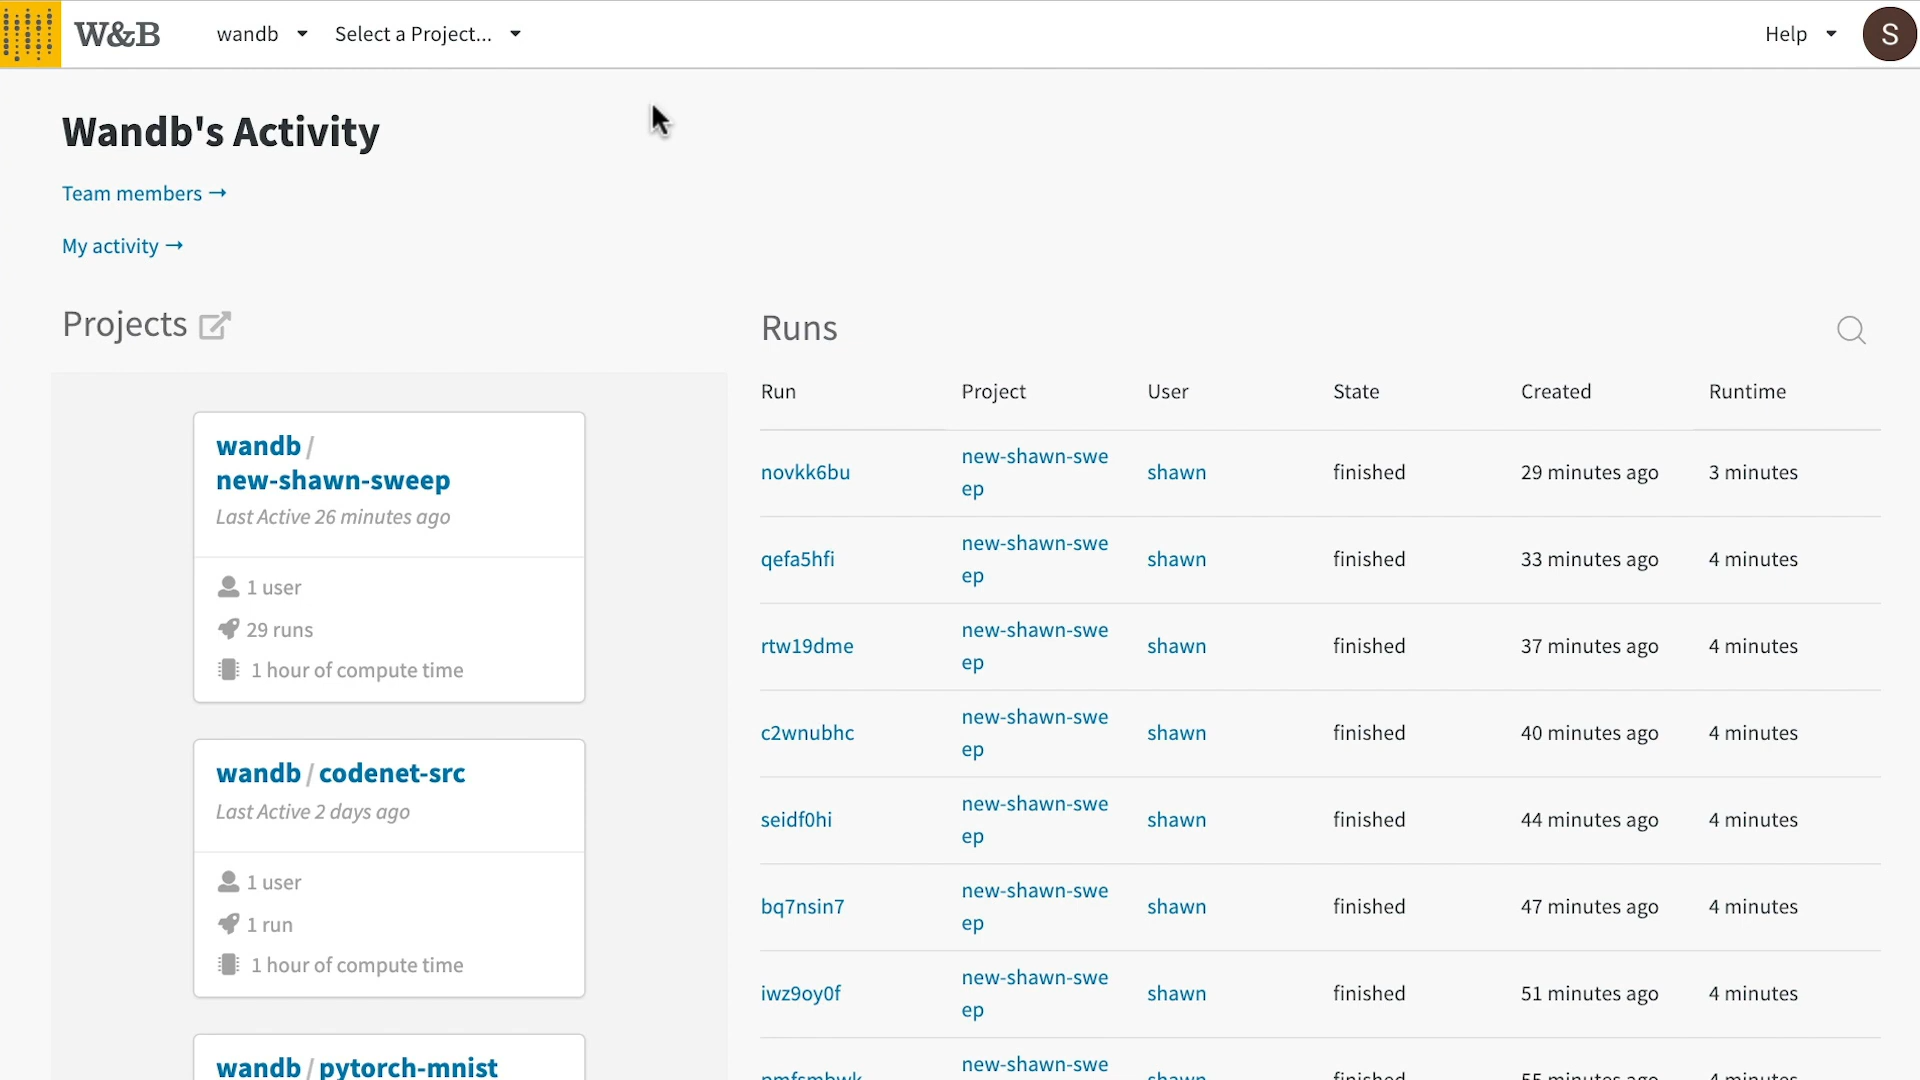 W&B
wandb
Select a Project...
Help
S
Wandb's Activity
Team members →
My activity →
Projects
Runs
Run Project User State Created Runtime
wandb /
new-shawn-sweep
Last Active 26 minutes ago
1 user
29 runs
1 hour of compute time
wandb / codenet-src
Last Active 2 days ago
1 user
1 run
1 hour of compute time
wandb / pytorch-mnist
novkk6bu new-shawn-swe shawn finished 29 minutes ago 3 minutes
ep
qefa5hfi new-shawn-swe shawn finished 33 minutes ago 4 minutes
ep
rtw19dme new-shawn-swe shawn finished 37 minutes ago 4 minutes
ep
c2wnubhc new-shawn-swe shawn finished 40 minutes ago 4 minutes
ep
seidf0hi new-shawn-swe shawn finished 44 minutes ago 4 minutes
ep
bq7nsin7 new-shawn-swe shawn finished 47 minutes ago 4 minutes
ep
iwz9oy0f new-shawn-swe shawn finished 51 minutes ago 4 minutes
ep
new-shawn-swe
shawn finished 55 minutes ago 4 minutes